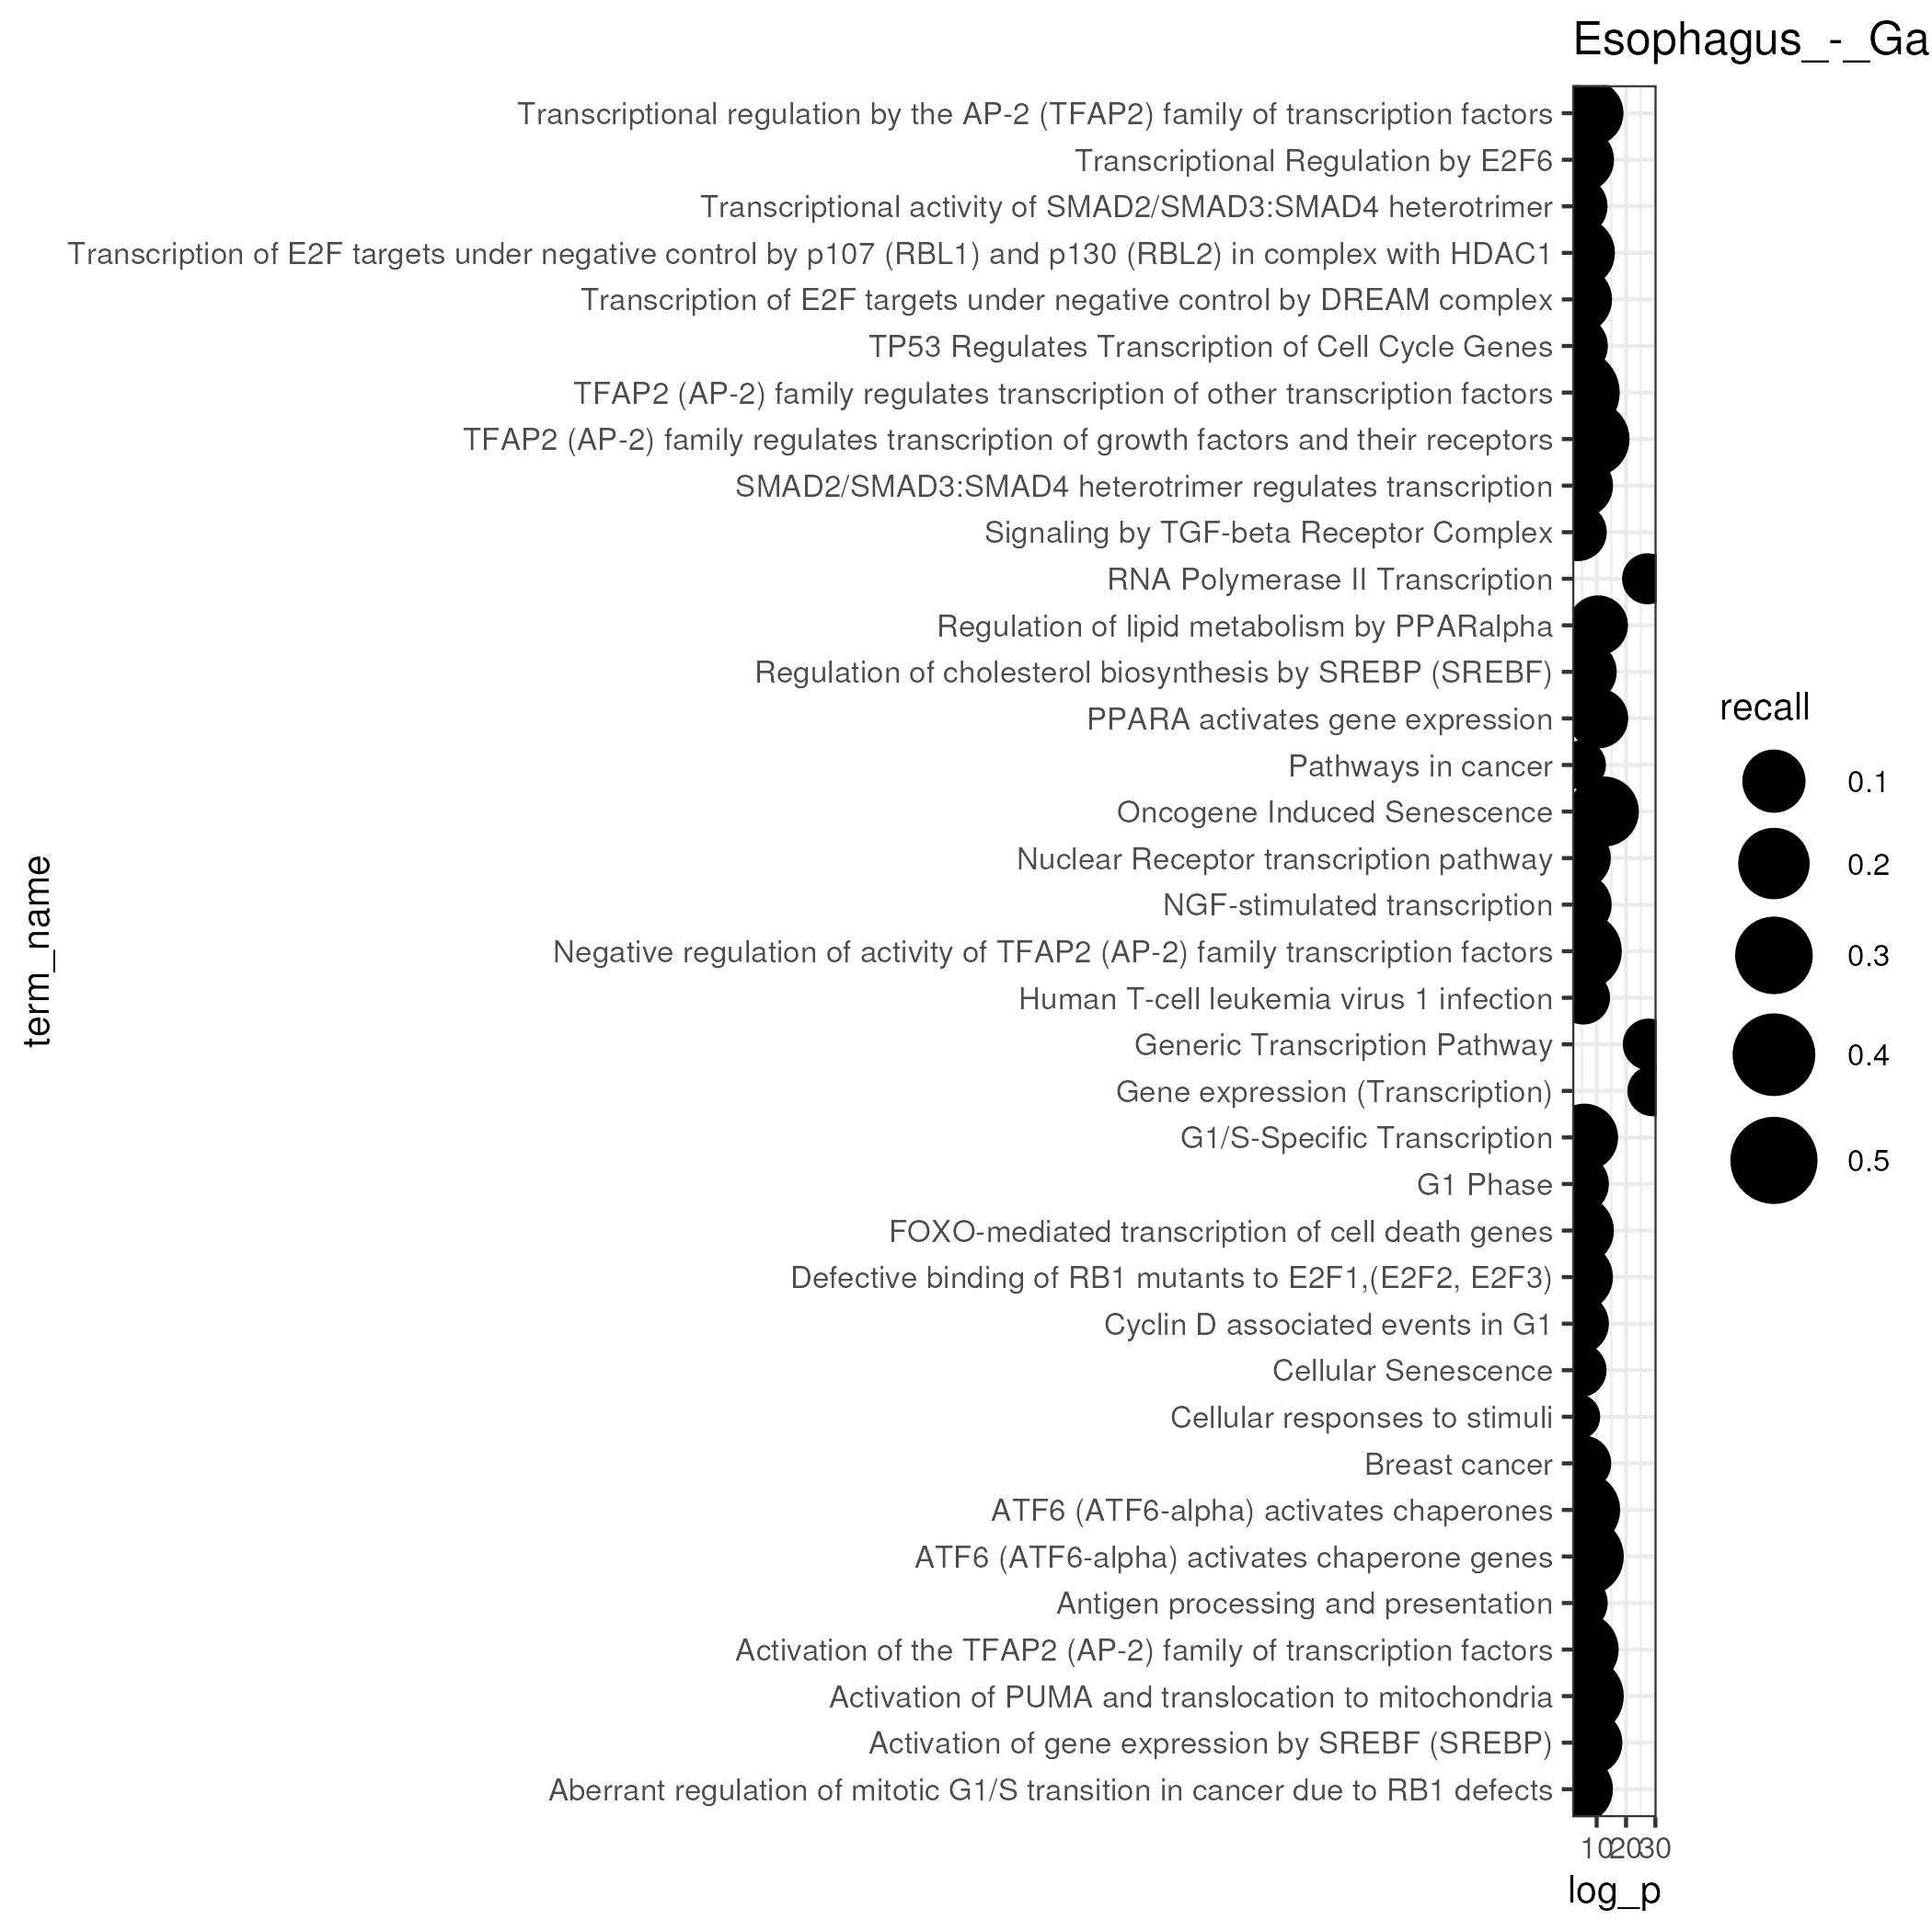 Esophagus_-_Ga
Transcriptional regulation by the AP-2 (TFAP2) family of transcription factors
Transcriptional Regulation by E2F6
Transcriptional activity of SMAD2/SMAD3:SMAD4 heterotrimer
Transcription of E2F targets under negative control by p107 (RBL1) and p130 (RBL2) in complex with HDAC1
Transcription of E2F targets under negative control by DREAM complex
TP53 Regulates Transcription of Cell Cycle Genes
TFAP2 (AP-2) family regulates transcription of other transcription factors
TFAP2 (AP-2) family regulates transcription of growth factors and their receptors
SMAD2/SMAD3:SMAD4 heterotrimer regulates transcription
Signaling by TGF-beta Receptor Complex
RNA Polymerase II Transcription
Regulation of lipid metabolism by PPARalpha
Regulation of cholesterol biosynthesis by SREBP (SREBF)
PPARA activates gene expression
Pathways in cancer
Oncogene Induced Senescence
Nuclear Receptor transcription pathway
NGF-stimulated transcription
Negative regulation of activity of TFAP2 (AP-2) family transcription factors
Human T-cell leukemia virus 1 infection
Generic Transcription Pathway
Gene expression (Transcription)
G1/S-Specific Transcription
G1 Phase
FOXO-mediated transcription of cell death genes
Defective binding of RB1 mutants to E2F1,(E2F2, E2F3)
Cyclin D associated events in G1
Cellular Senescence
Cellular responses to stimuli
Breast cancer
ATF6 (ATF6-alpha) activates chaperones
ATF6 (ATF6-alpha) activates chaperone genes
Antigen processing and presentation
Activation of the TFAP2 (AP-2) family of transcription factors
Activation of PUMA and translocation to mitochondria
Activation of gene expression by SREBF (SREBP)
Aberrant regulation of mitotic G1/S transition in cancer due to RB1 defects
term_name
10 20 30
log_p
recall
0.1
0.2
0.3
0.4
0.5